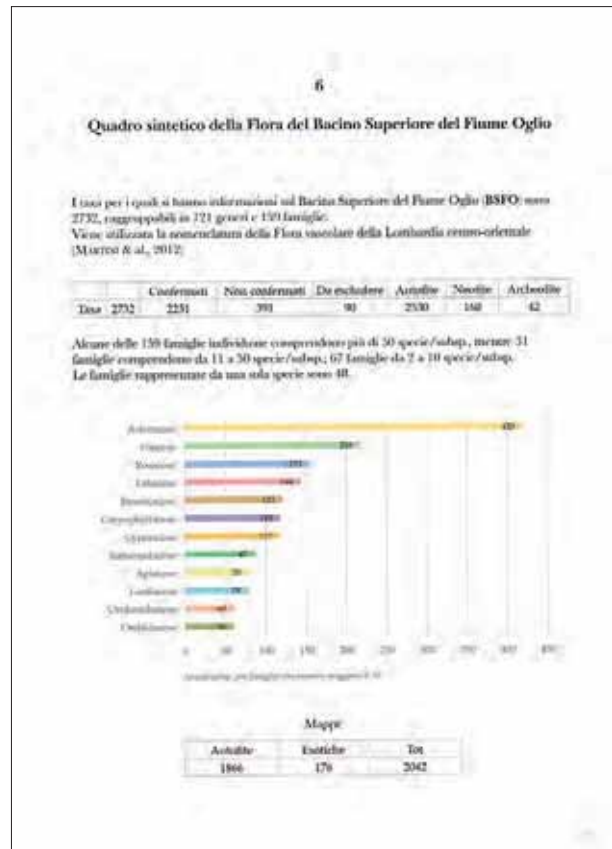 6
Quadro sintetico della Flora del Bacino Superiore del Fiume Oglio
I taxa per i quali si hanno informazioni sul Bacino Superiore del Fiume Oglio (BSFO) sono
2732, raggruppabili in 721 generi e 159 famiglie.
Viene utilizzata la nomenclatura della Flora vascolare della Lombardia centro-orientale
(MARTINI & al., 2012)
Confermati Non confermati Da escludere Autofite Neofite Archeofite
Taxa 2732 2251 391 90 2530 160 42
Alcune delle 159 famiglie individuate comprendono più di 50 specie/subsp., mentre 31
famiglie comprendono da 11 a 50 specie/subsp.; 67 famiglie da 2 a 10 specie/subsp.
Le famiglie rappresentate da una sola specie sono 48.
Asteraceae
Poaceae
Rosaceae
Fabaceae
Brassicaceae
Caryophyllaceae
Cyperaceae
Ranunculaceae
Apiaceae
Lamiaceae
Orobanchaceae
Orchidaceae
0 50 100 150 200 250 300 350 400 450
Mappe
Autofite Esotiche Tot
1866 176 2042